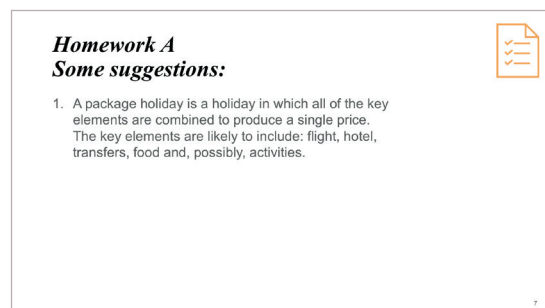 Homework A
Some suggestions:
1. A package holiday is a holiday in which all of the key
elements are combined to produce a single price.
The key elements are likely to include: flight, hotel,
transfers, food and, possibly, activities.
7